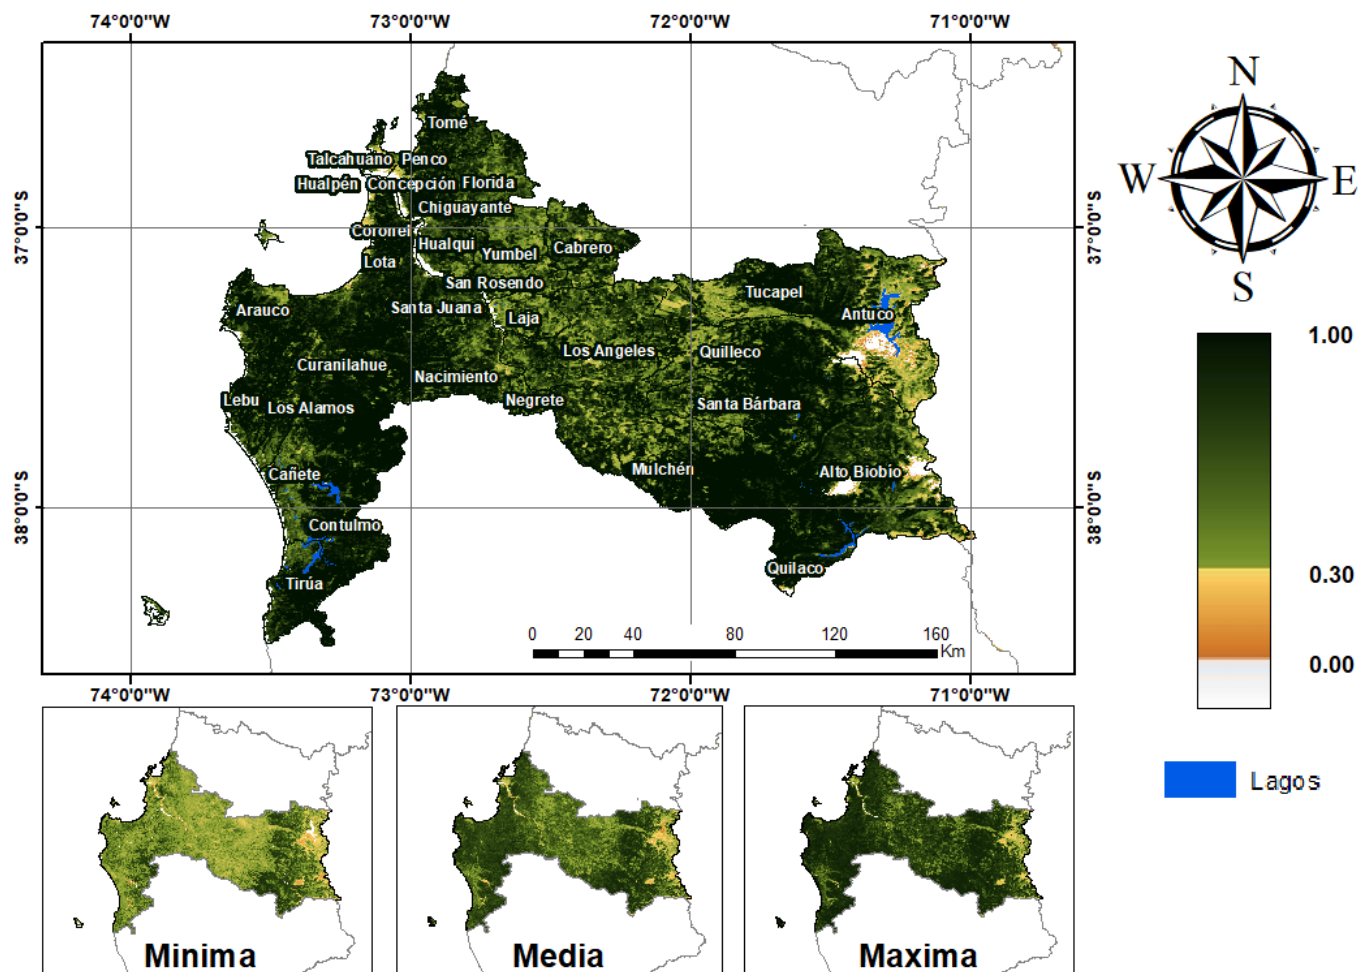 74°0'0"W 73°0'0"W 72°0'0"W 71°0'0"W
N
W E
S
37°0'0"S
37°0'0"S
38°0'0"S
38°0'0"S
Tomé
Talcahuano Penco
Hualpén Concepción Florida
Chiguayante
Coronel
Hualqui
Yumbel
Cabrero
Lota
San Rosendo
Tucapel
Arauco
Santa Juana
Laja
Antuco
Los Angeles
Quilleco
Curanilahue
Nacimiento
Lebu
Los Alamos
Negrete
Santa Bárbara
Cañete
Mulchén
Alto Biobio
Contulmo
Quilaco
Tirúa
0 20 40 80 120 160
Km
74°0'0"W 73°0'0"W 72°0'0"W 71°0'0"W
1.00
0.30
0.00
Lagos
Minima
Media
Maxima